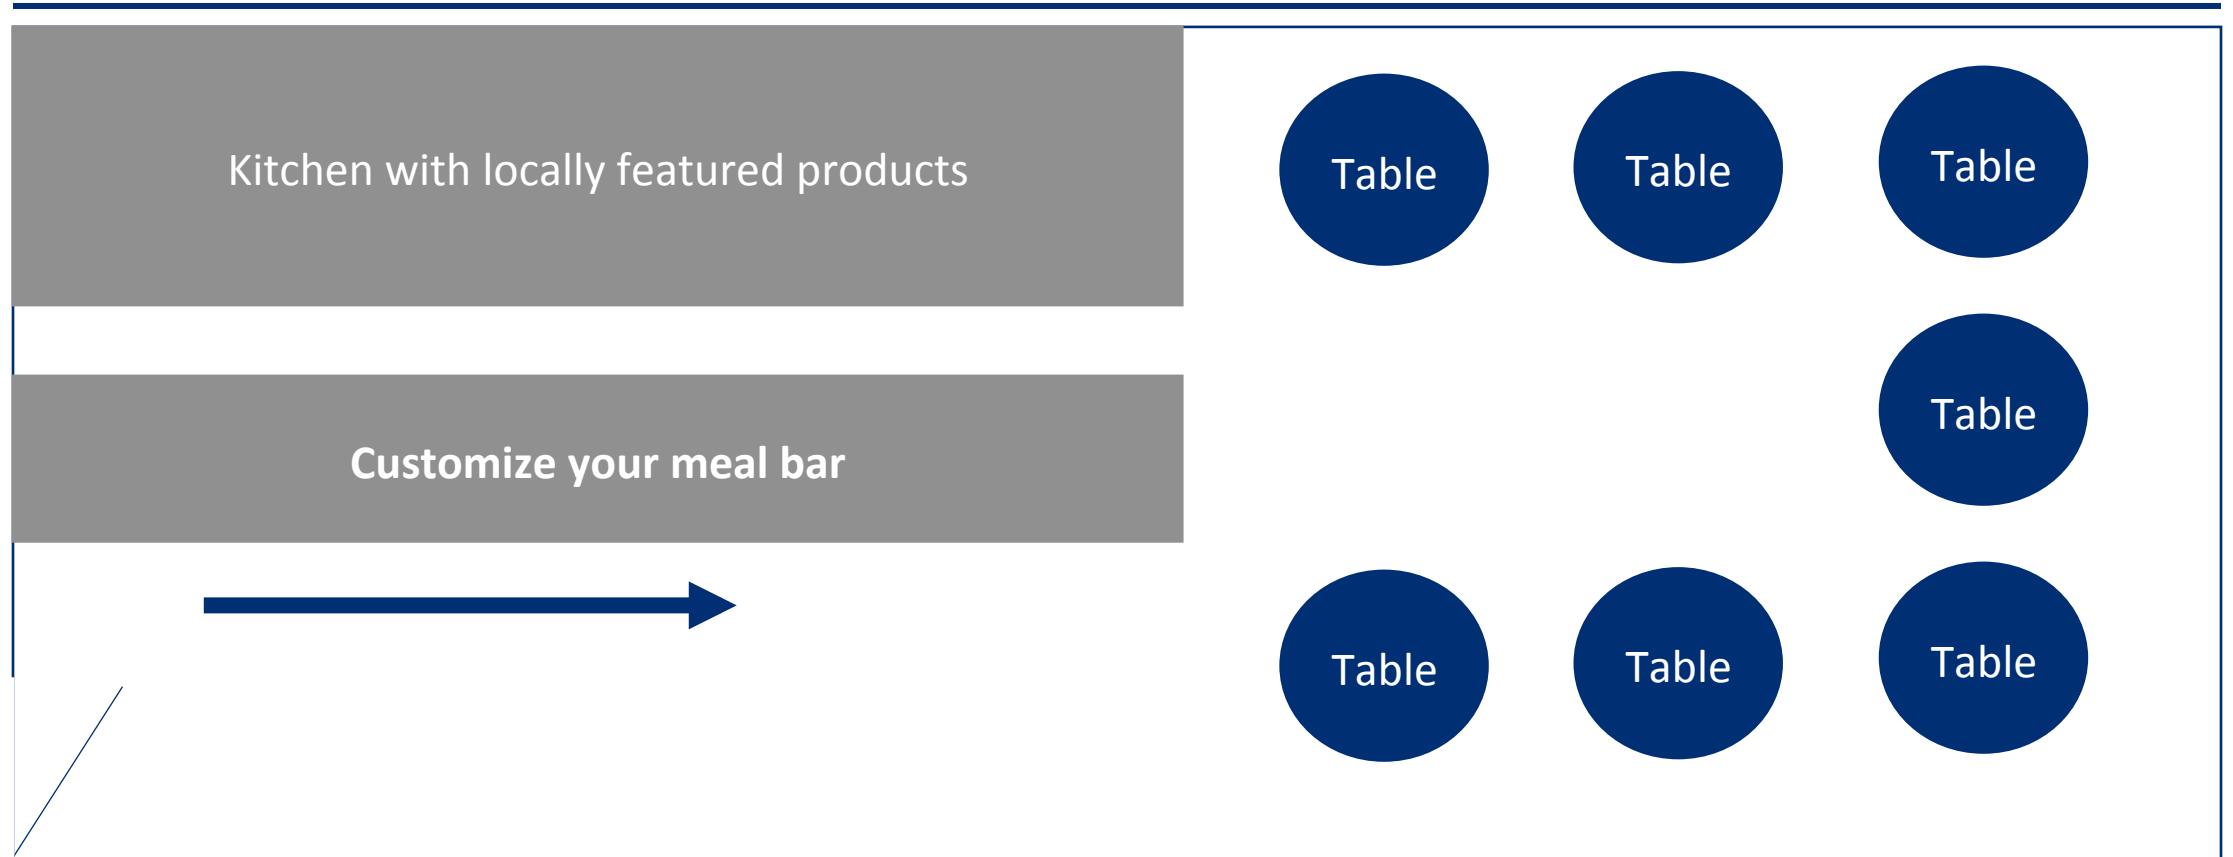 Kitchen with locally featured products
Table
Table
Table
Table
Customize your meal bar
Table
Table
Table